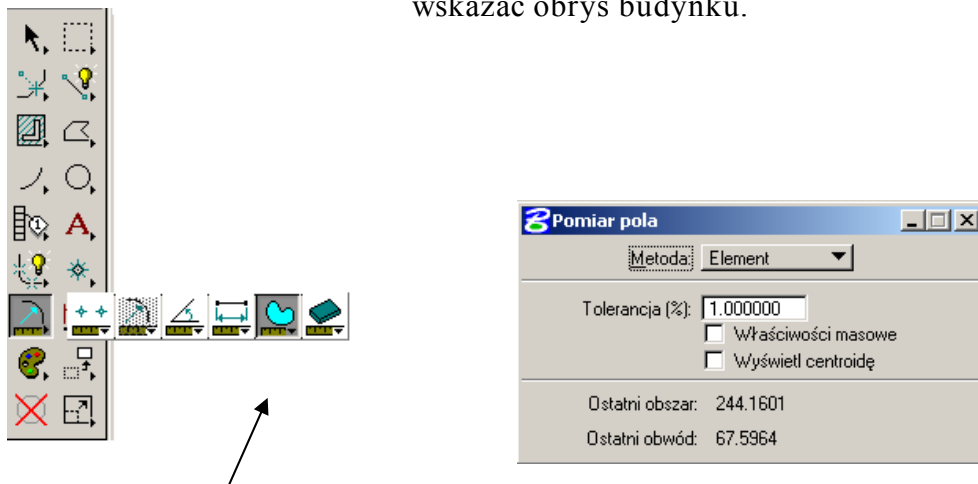 wskazać obrys budynku.
Pomiar pola
Metoda: Element
Tolerancja (%): 1.000000
Właściwości masowe
Wyświetl centroidę
Ostatni obszar: 244.1601
Ostatni obwód: 67.5964